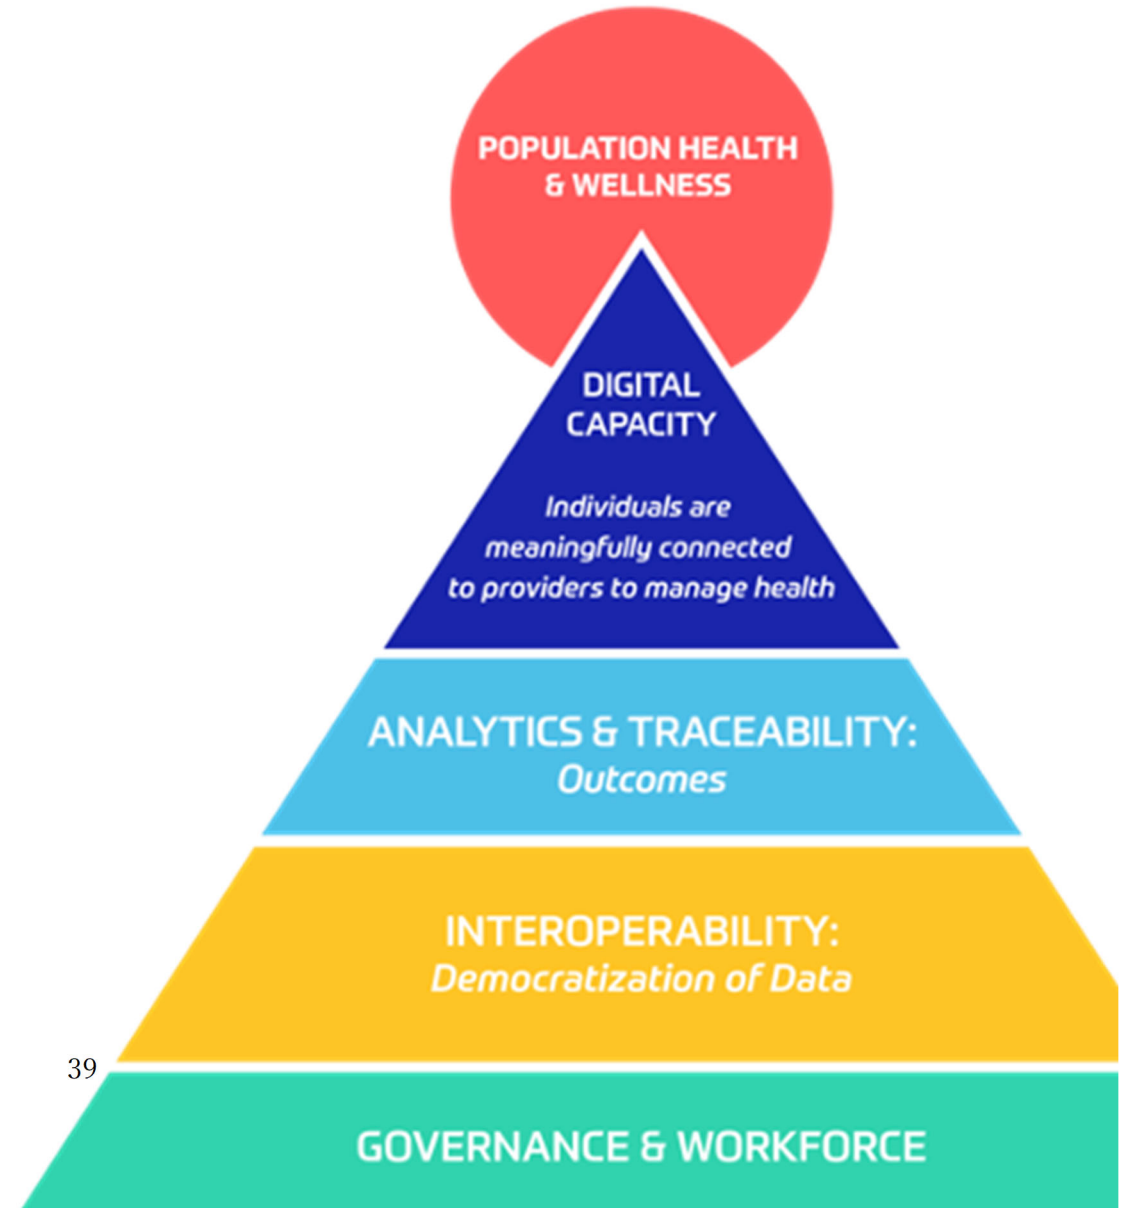 POPULATION HEALTH
& WELLNESS
DIGITAL
CAPACITY
Individuals are
meaningfully connected
to providers to manage health
ANALYTICS & TRACEABILITY:
Outcomes
INTEROPERABILITY:
Democratization of Data
39
GOVERNANCE & WORKFORCE